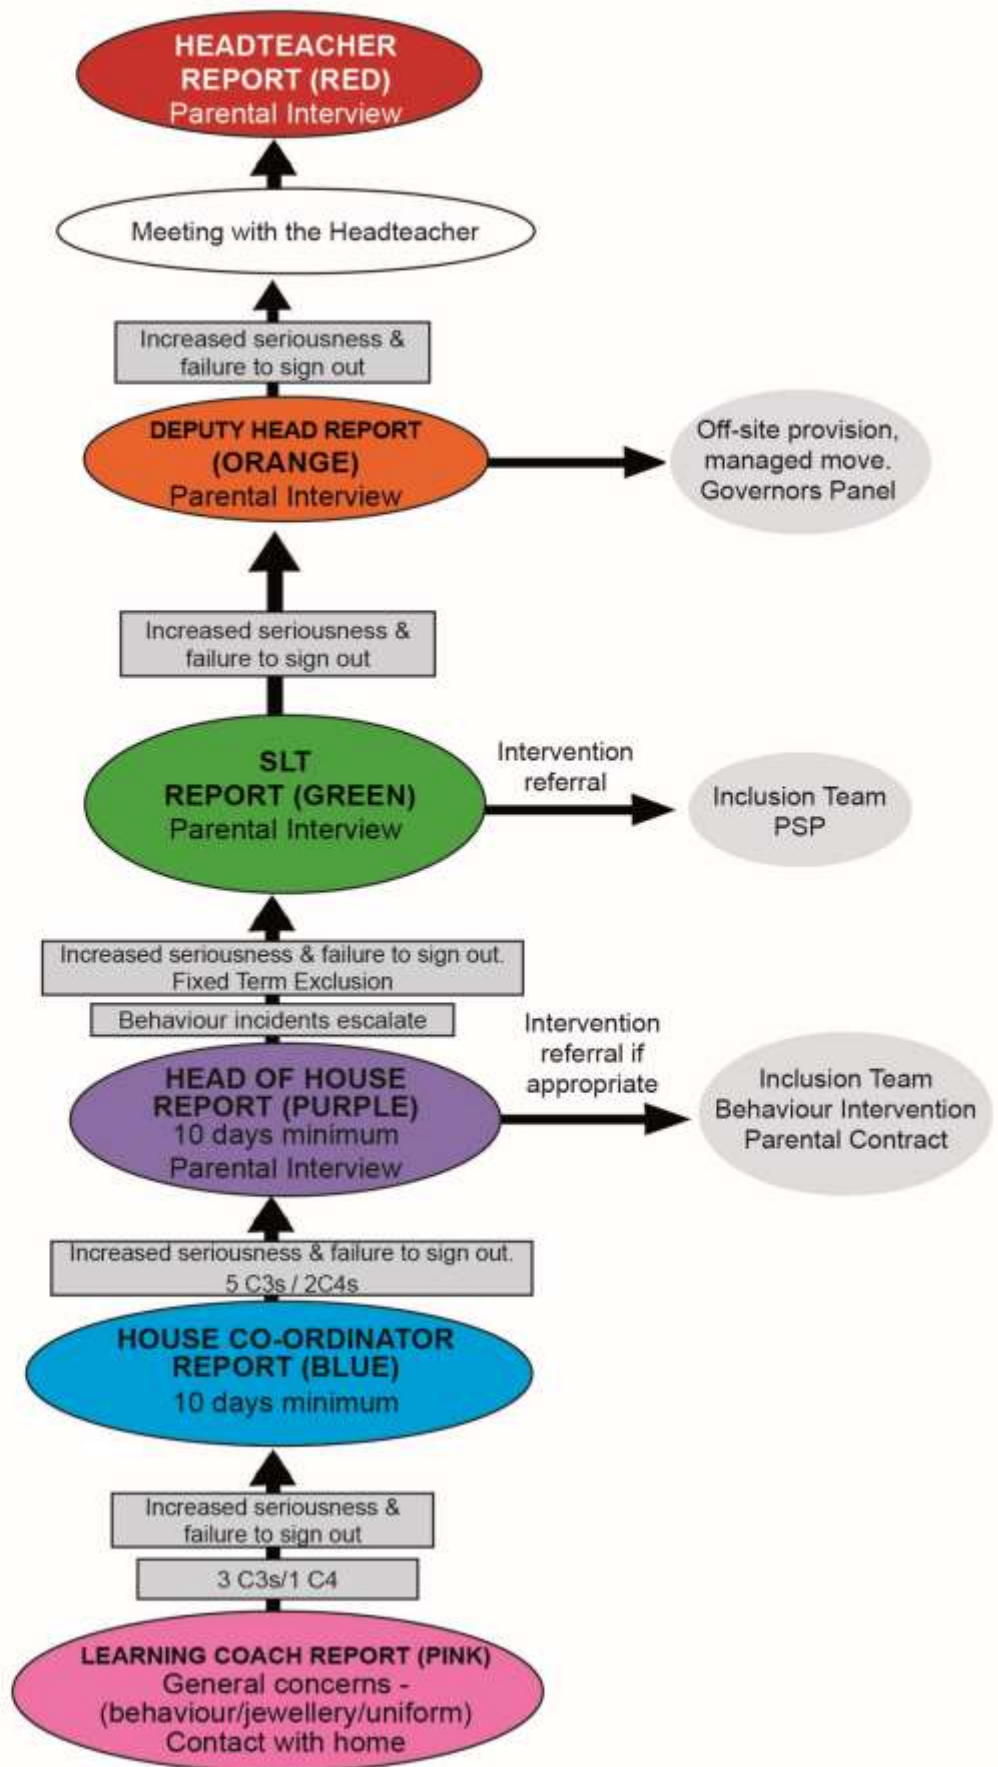 HEADTEACHER
REPORT (RED)
Parental Interview
Meeting with the Headteacher
Increased seriousness &
failure to sign out
DEPUTY HEAD REPORT
(ORANGE)
Parental Interview
Off-site provision,
managed move.
Governors Panel
Increased seriousness &
failure to sign out
SLT
REPORT (GREEN)
Parental Interview
Intervention
referral
Inclusion Team
PSP
Increased seriousness & failure to sign out.
Fixed Term Exclusion
Behaviour incidents escalate
HEAD OF HOUSE
REPORT (PURPLE)
10 days minimum
Parental Interview
Intervention
referral if
appropriate
Inclusion Team
Behaviour Intervention
Parental Contract
Increased seriousness & failure to sign out.
5 C3s / 2C4s
HOUSE CO-ORDINATOR
REPORT (BLUE)
10 days minimum
Increased seriousness &
failure to sign out
3 C3s/1 C4
LEARNING COACH REPORT (PINK)
General concerns -
(behaviour/jewellery/uniform)
Contact with home